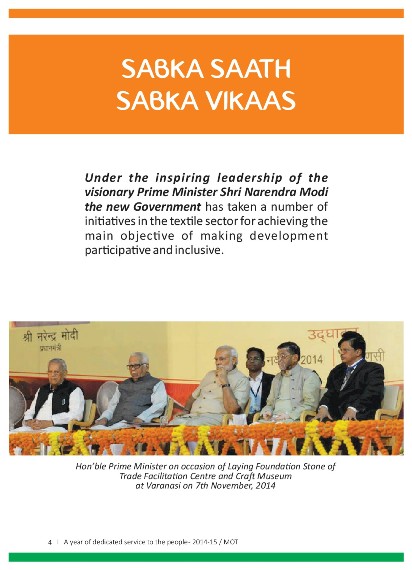 SABKA SAATH
SABKA VIKAAS
Under the inspiring leadership of the
visionary Prime Minister Shri Narendra Modi
the new Government has taken a number of
initiatives in the textile sector for achieving the
main objective of making development
participative and inclusive.
श्री नरेन्द्र मोदी
प्रधानमंत्री
2014
Hon'ble Prime Minister on occasion of Laying Foundation Stone of
Trade Facilitation Centre and Craft Museum
at Varanasi on 7th November, 2014
4 | A year of dedicated service to the people- 2014-15 / MOT